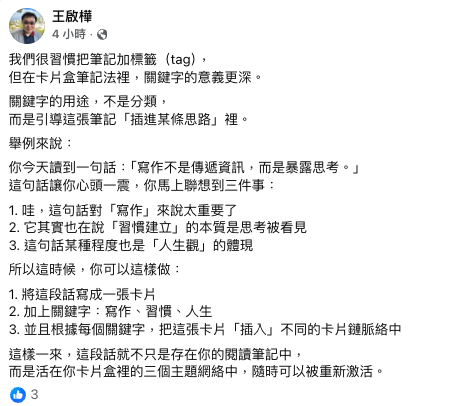 王啟樺
4 小時 ·
我們很習慣把筆記加標籤（tag），
但在卡片盒筆記法裡，關鍵字的意義更深。
關鍵字的用途，不是分類，
而是引導這張筆記「插進某條思路」裡。
舉例來說：
你今天讀到一句話：「寫作不是傳遞資訊，而是暴露思考。」
這句話讓你心頭一震，你馬上聯想到三件事：
1. 哇，這句話對「寫作」來說太重要了
2. 它其實也在說「習慣建立」的本質是思考被看見
3. 這句話某種程度也是「人生觀」的體現
所以這時候，你可以這樣做：
1. 將這段話寫成一張卡片
2. 加上關鍵字：寫作、習慣、人生
3. 並且根據每個關鍵字，把這張卡片「插入」不同的卡片鏈脈絡中
這樣一來，這段話就不只是存在你的閱讀筆記中，
而是活在你卡片盒裡的三個主題網絡中，隨時可以被重新激活。
3